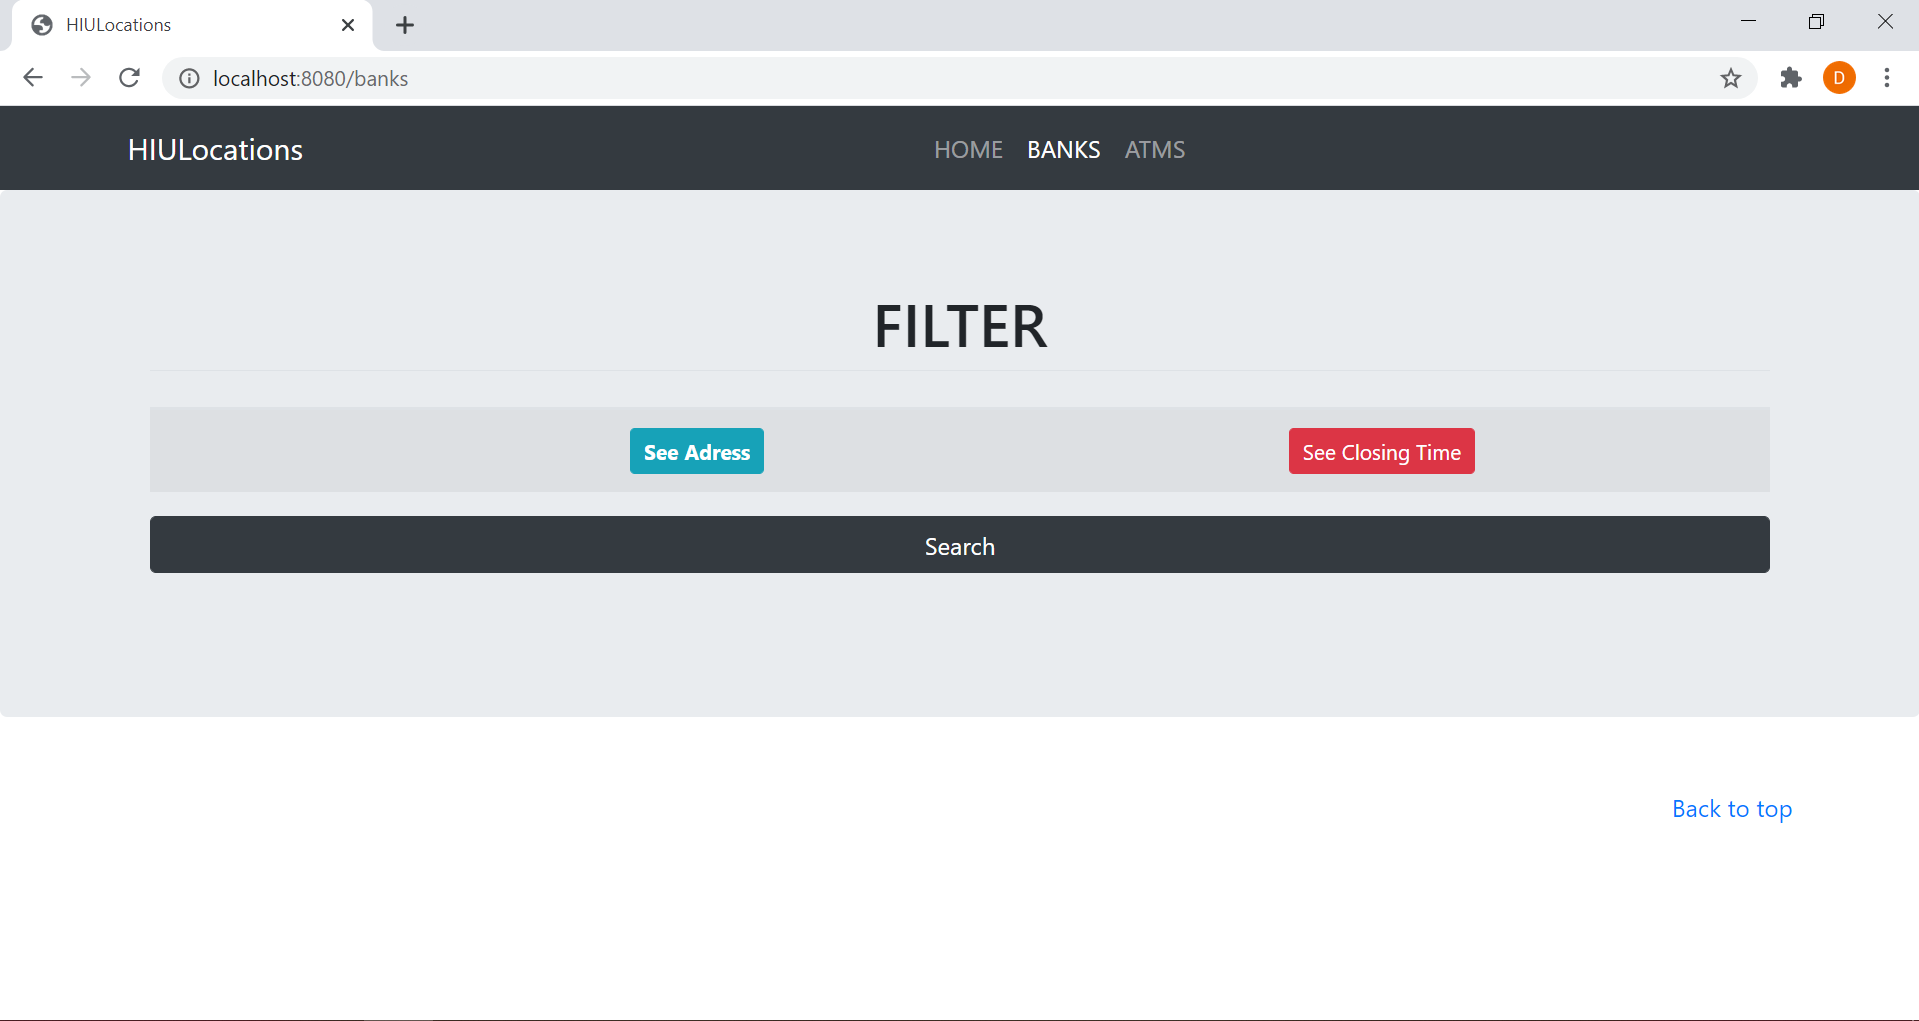 HIULocations
localhost:8080/banks
D
HIULocations HOME BANKS ATMS
FILTER
See Adress See Closing Time
Search
Back to top